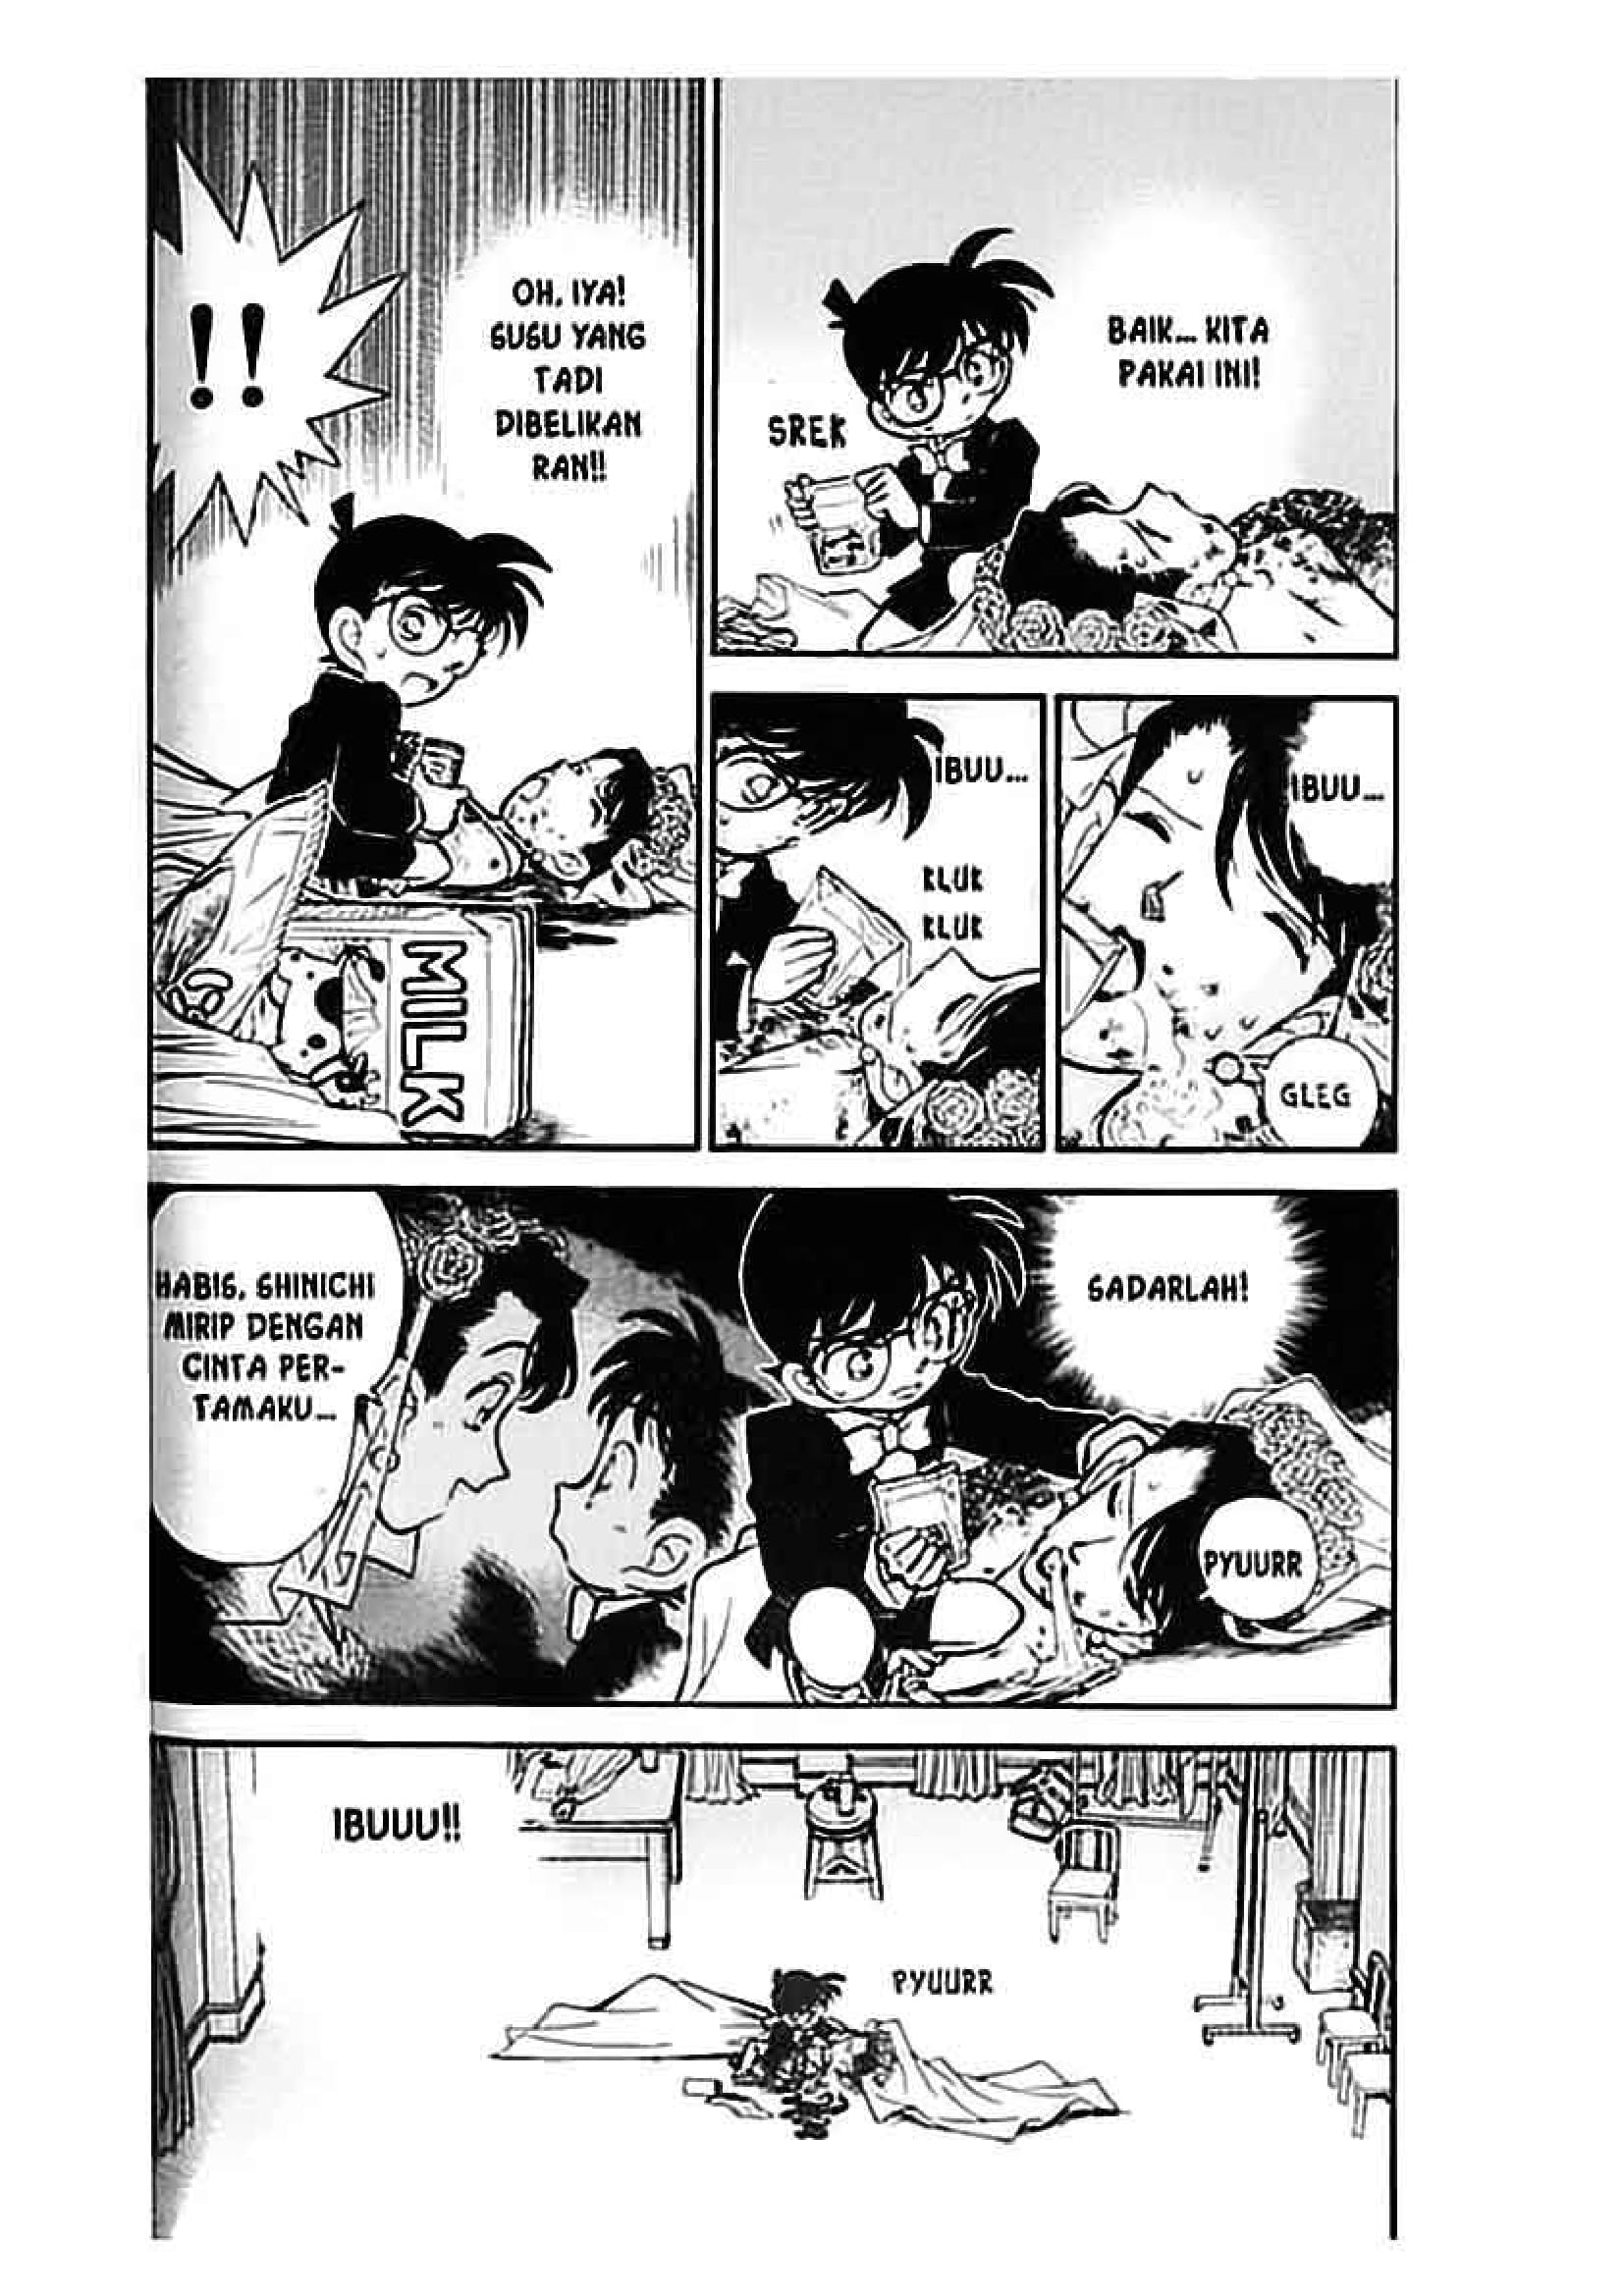 BAIK... KITA
PAKAI INI!
SREK
!!
OH, IYA!
SUSU YANG
TADI
DIBELIKAN
RAN!!
MILK
IBUU...
GLEG
IBUU...
KLUK
KLUK
SADARLAH!
PYUURR
HABIS, SHINICHI
MIRIP DENGAN
CINTA PER-
TAMAKU...
IBUUU!!
PYUURR